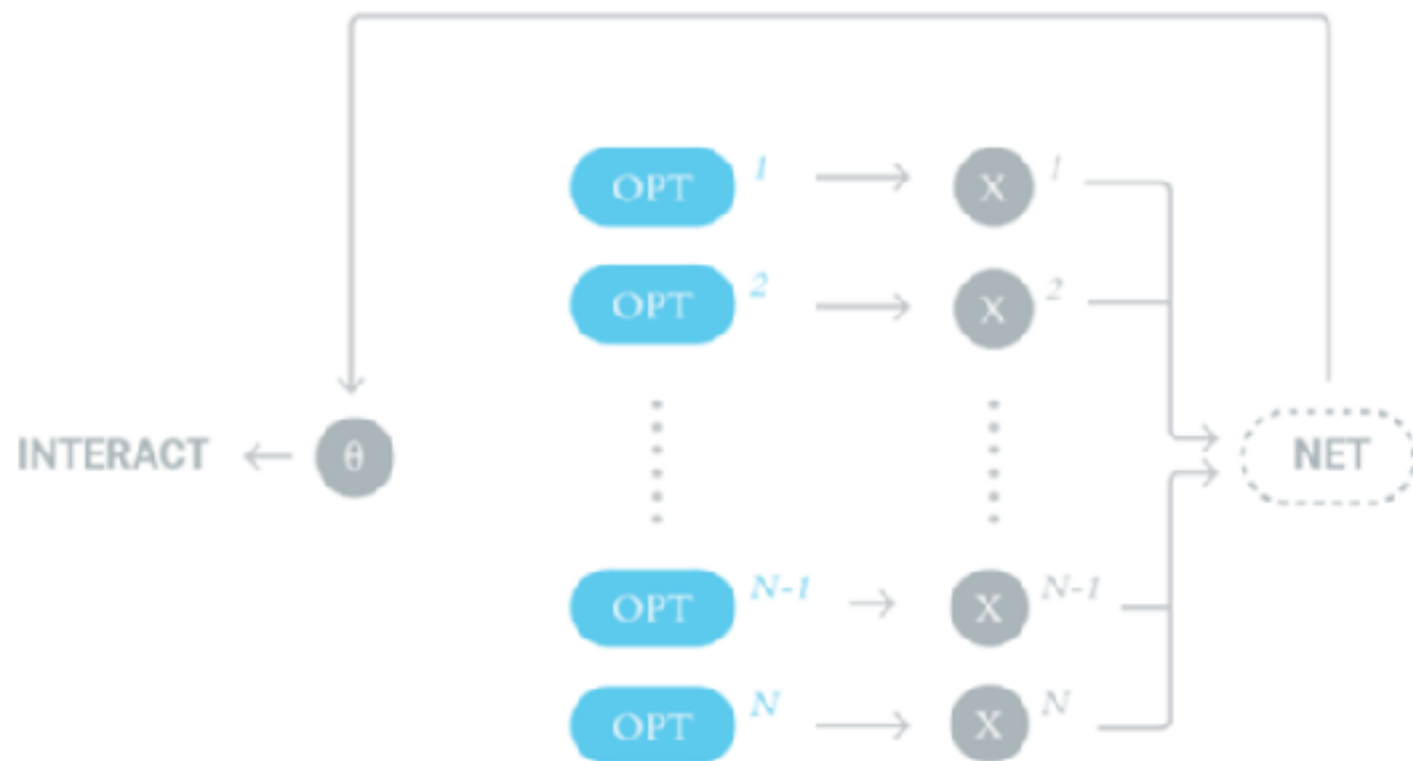 OPT 1 X 1
OPT 2 X 2
INTERACT θ NET
OPT N-1 X N-1
OPT N X N